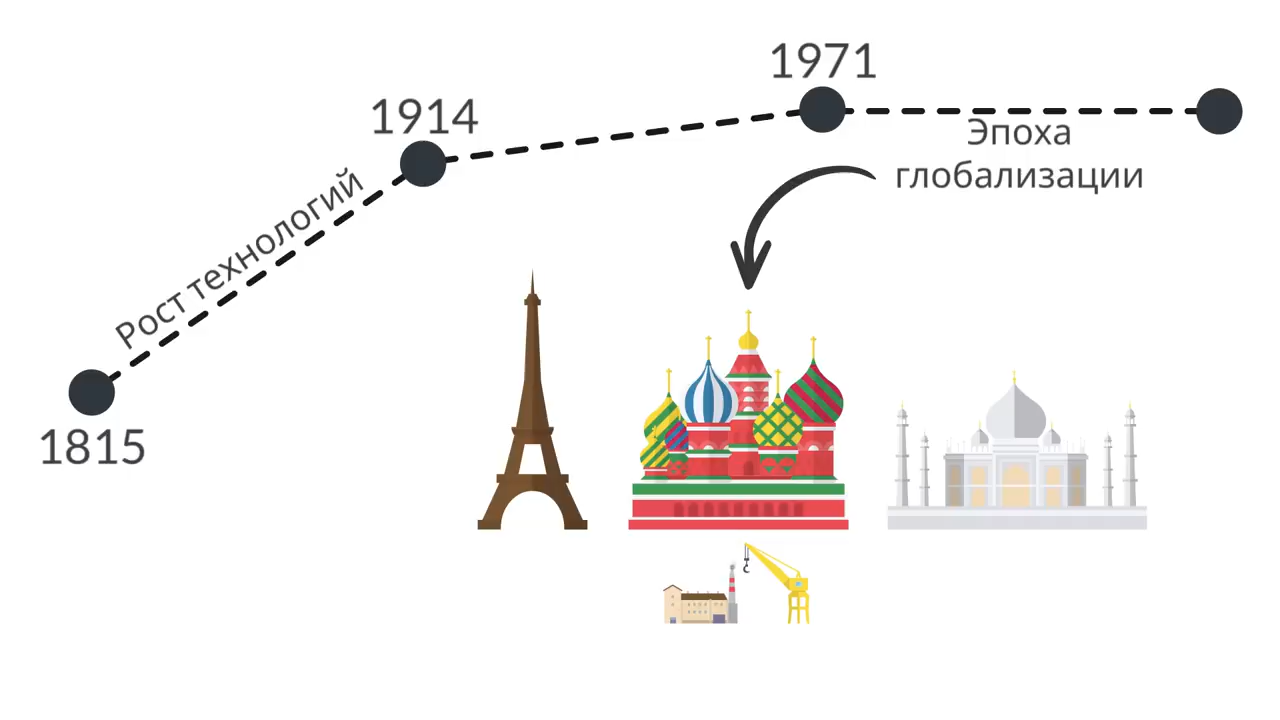 1971
1914
Эпоха
глобализации
Рост технологий
1815